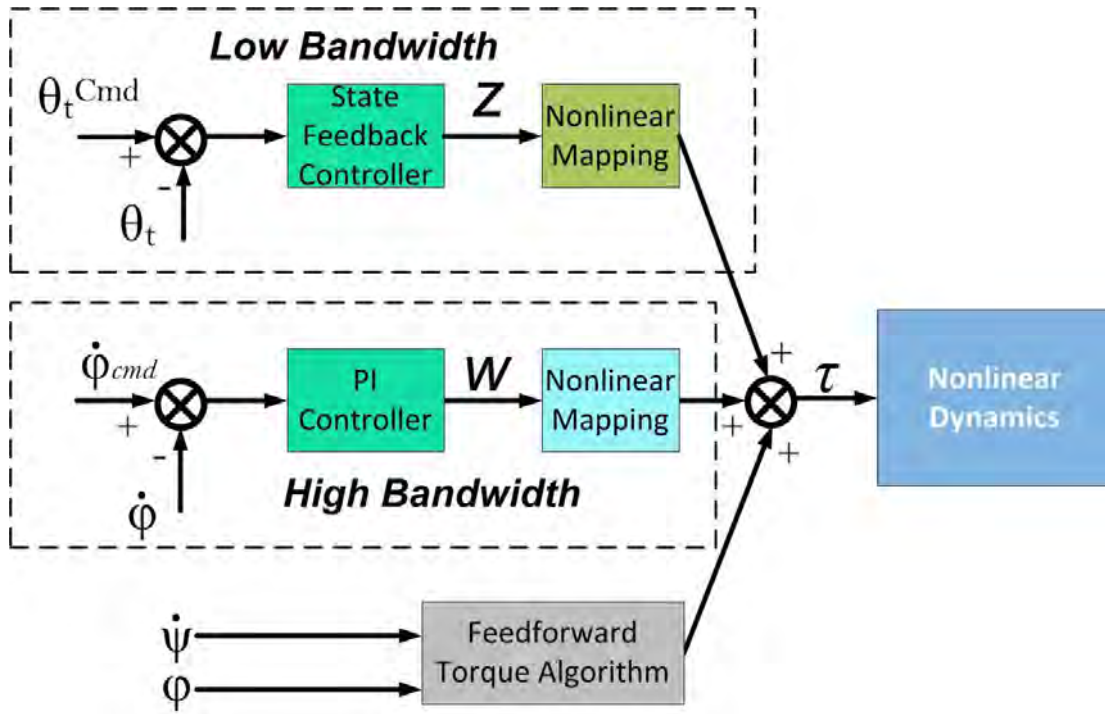 Low Bandwidth
θₜᶜᵐᵈ
+
-
θₜ
State
Feedback
Controller
Z
Nonlinear
Mapping
φ̇cmd
+
-
φ̇
PI
Controller
W
Nonlinear
Mapping
High Bandwidth
+
+
+
τ
Nonlinear
Dynamics
ψ̇
φ
Feedforward
Torque Algorithm